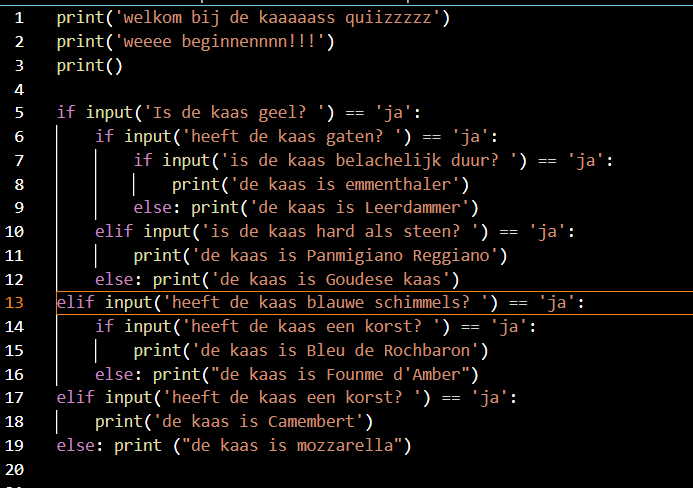 1 print('welkom bij de kaaaaass quiizzzzz')
2 print('weeee beginnennnn!!!')
3 print()
4
5 if input('Is de kaas geel? ') == 'ja':
6     if input('heeft de kaas gaten? ') == 'ja':
7         if input('is de kaas belachelijk duur? ') == 'ja':
8             print('de kaas is emmenthaler')
9         else: print('de kaas is Leerdammer')
10     elif input('is de kaas hard als steen? ') == 'ja':
11         print('de kaas is Panmigiano Reggiano')
12     else: print('de kaas is Goudese kaas')
13 elif input('heeft de kaas blauwe schimmels? ') == 'ja':
14     if input('heeft de kaas een korst? ') == 'ja':
15         print('de kaas is Bleu de Rochbaron')
16     else: print("de kaas is Founme d'Amber")
17 elif input('heeft de kaas een korst? ') == 'ja':
18     print('de kaas is Camembert')
19 else: print ("de kaas is mozzarella")
20